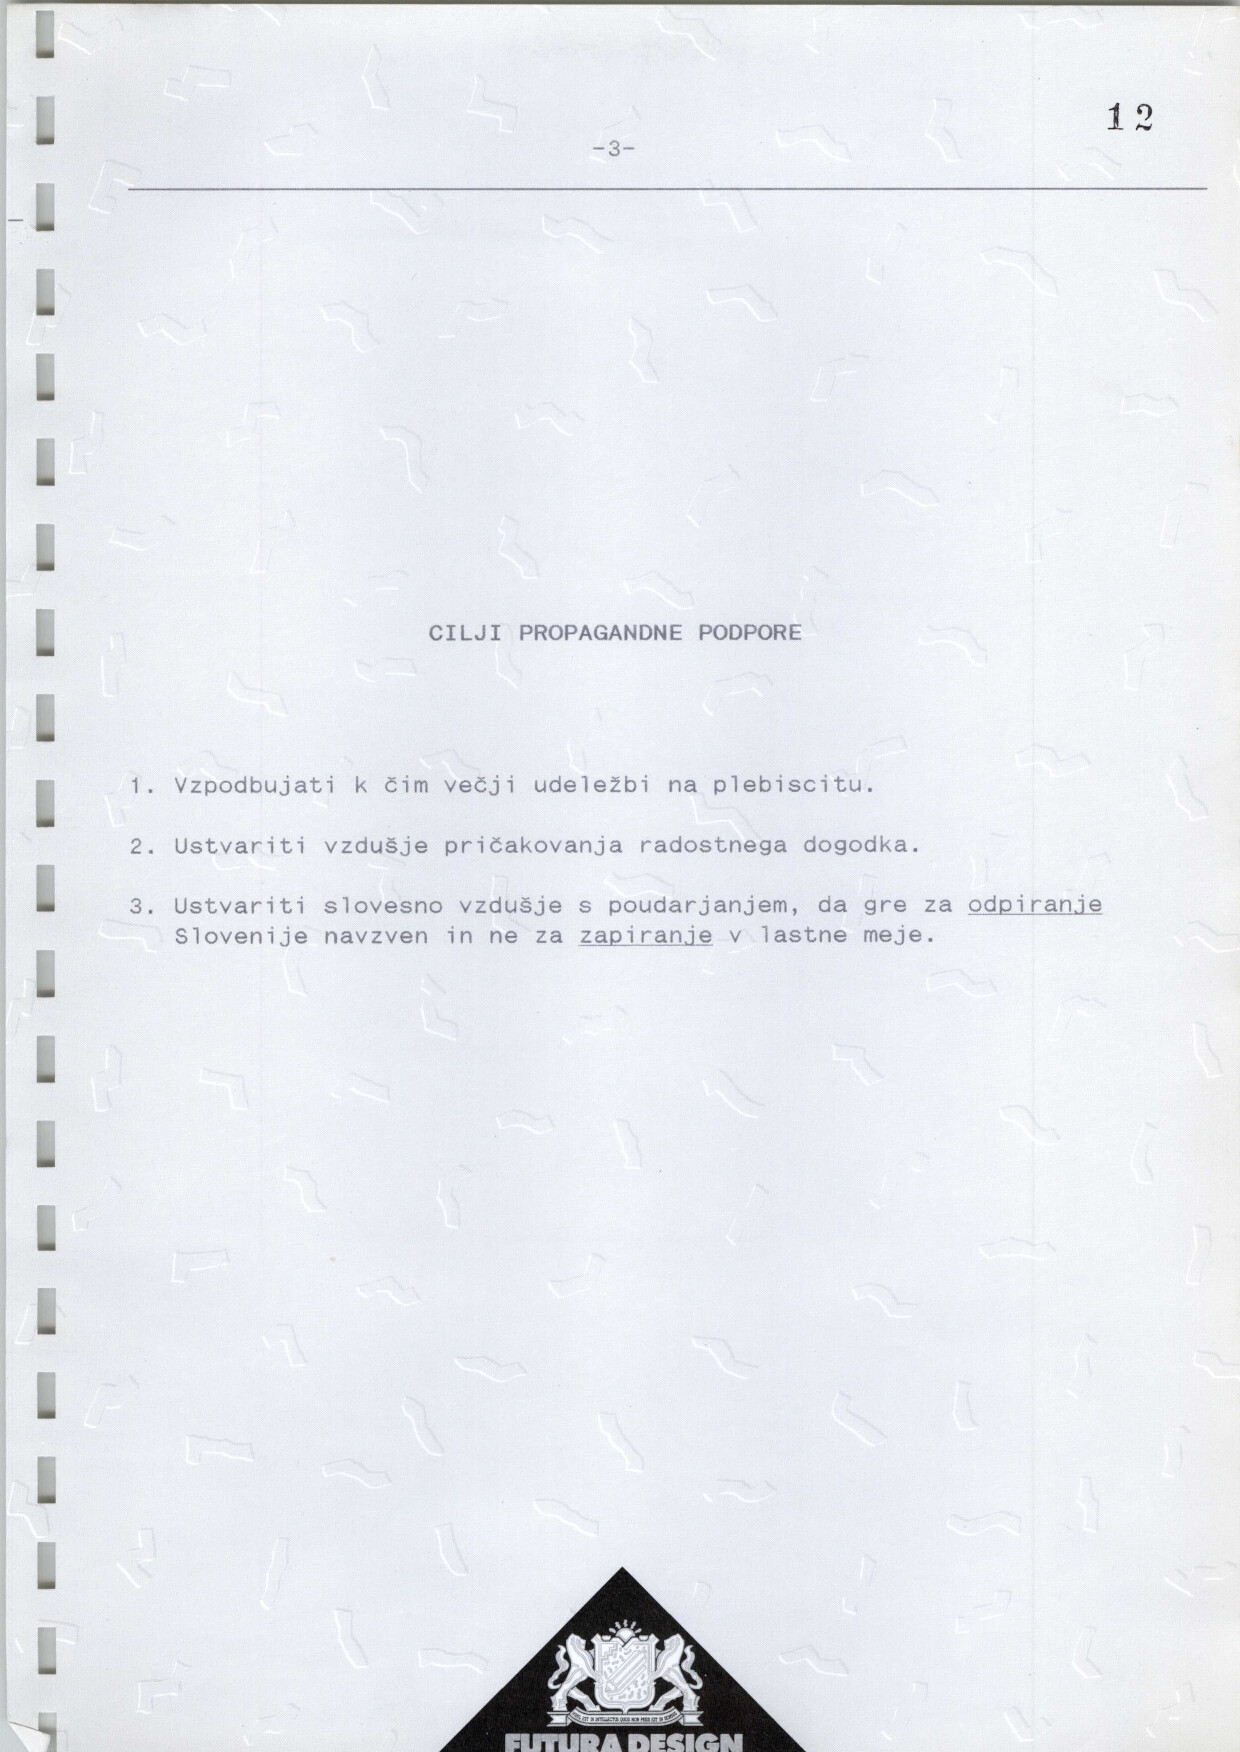 12
-3-
CILJI PROPAGANDNE PODPORE
1. Vzpodbujati k čim večji udeležbi na plebiscitu.
2. Ustvariti vzdušje pričakovanja radostnega dogodka.
3. Ustvariti slovesno vzdušje s poudarjanjem, da gre za odpiranje
Slovenije navzven in ne za zapiranje v lastne meje.
FUTURA DESIGN